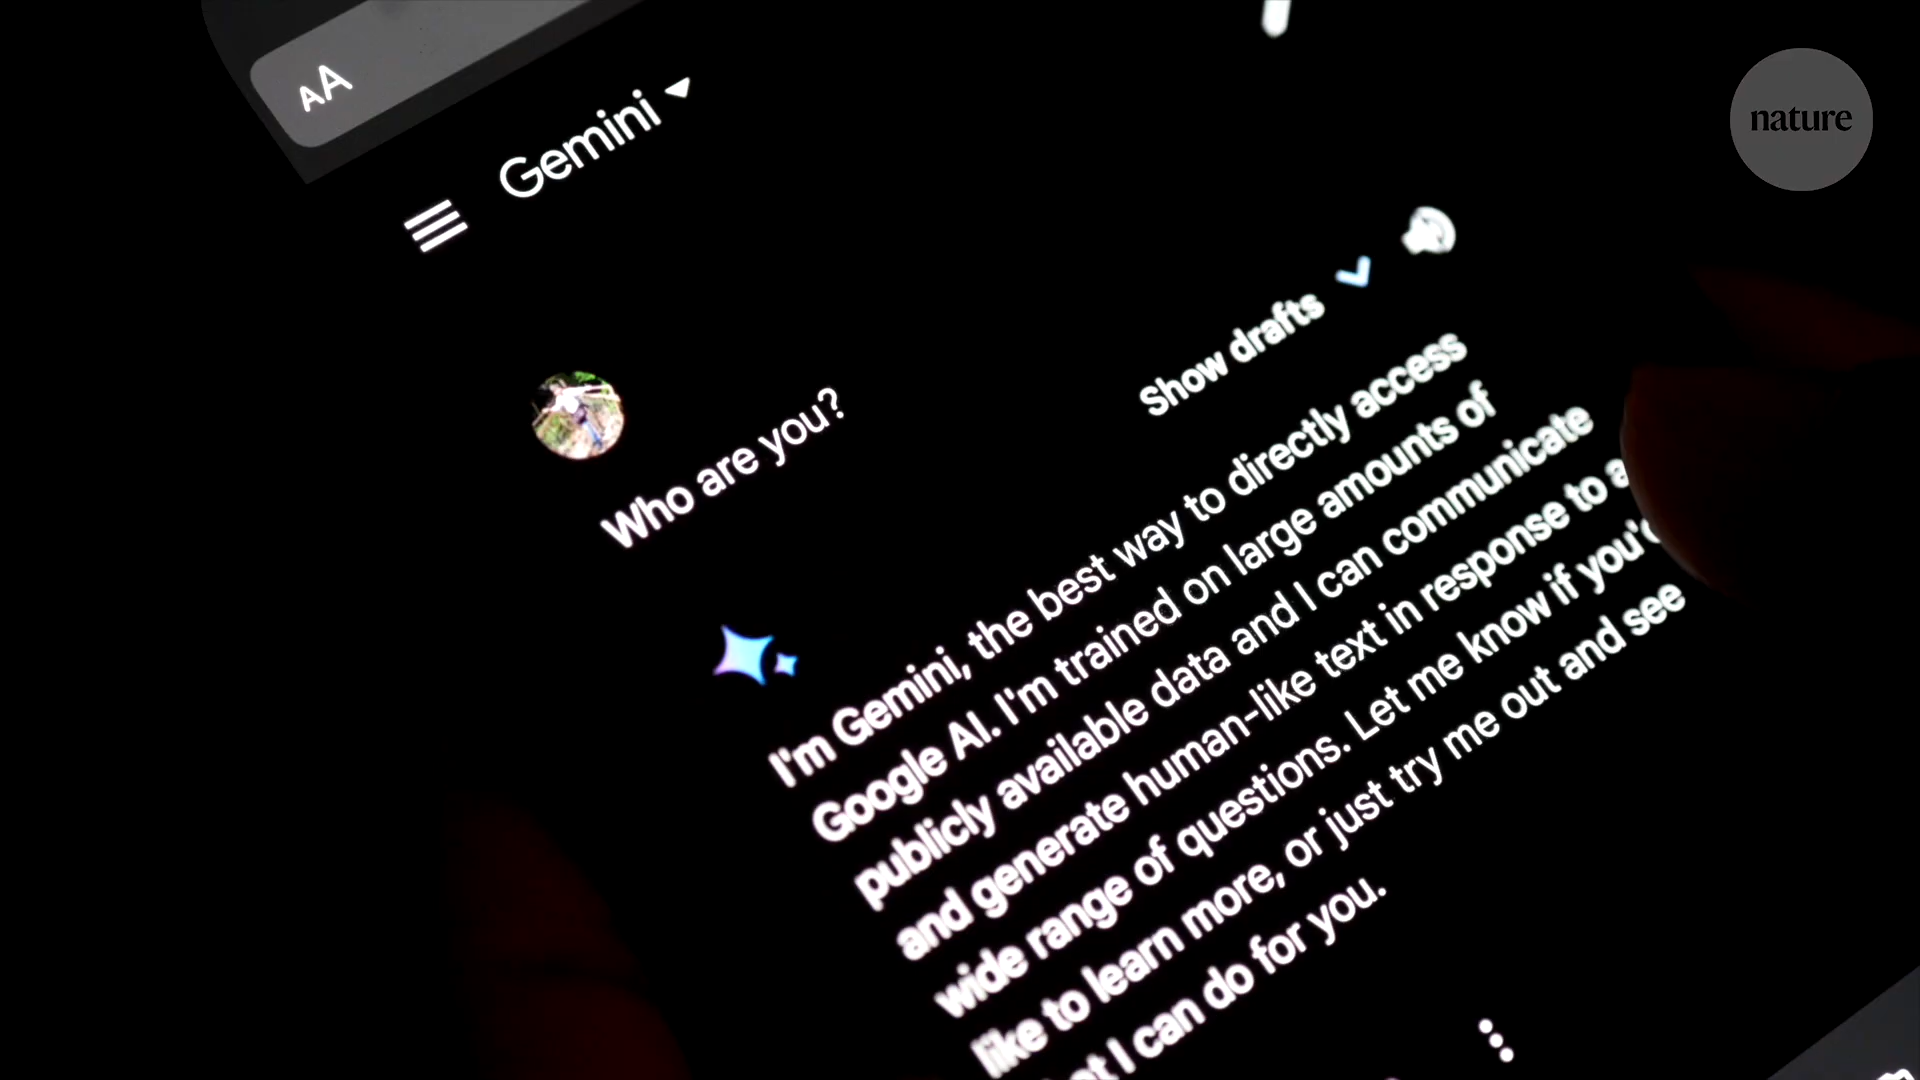 AA
nature
Gemini
Show drafts
Who are you?
I'm Gemini, the best way to directly access
Google AI. I'm trained on large amounts of
publicly available data and I can communicate
and generate human-like text in response to a
wide range of questions. Let me know if
like to learn more, or just try me out and see
I can do for you.